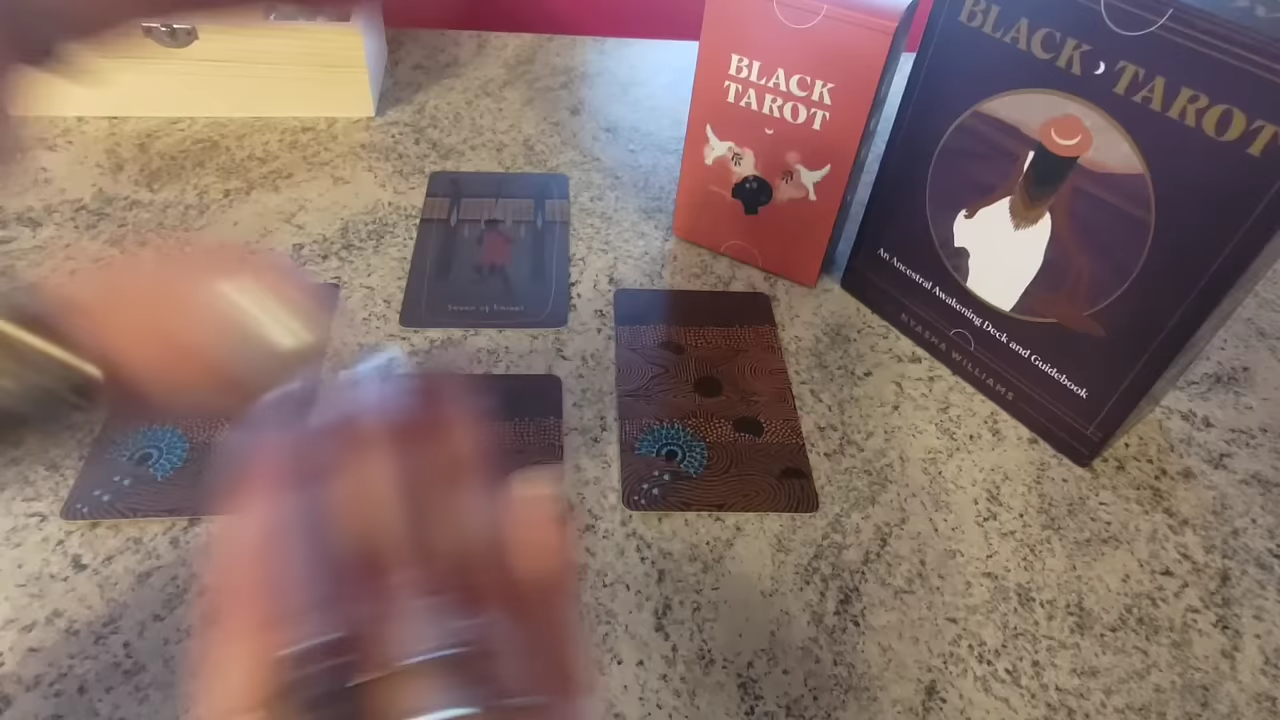 BLACK
TAROT
BLACK TAROT
An Ancestral Awakening Deck and Guidebook
NYASHA WILLIAMS